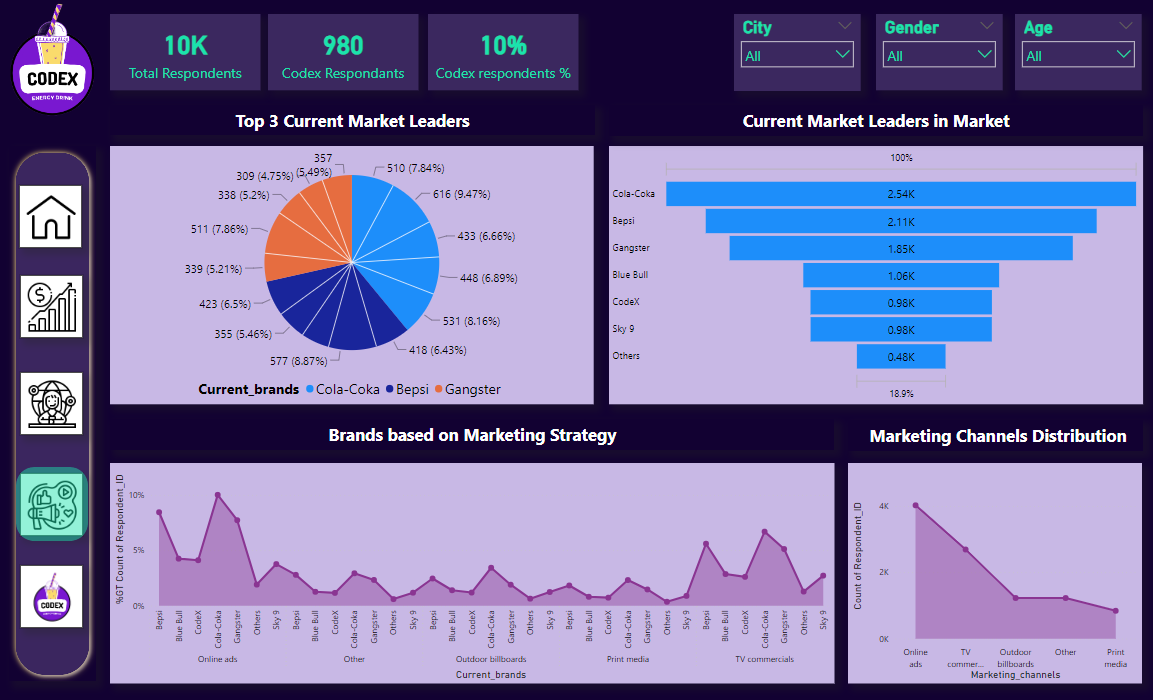 CODEX
ENERGY DRINK
10K
Total Respondents
980
Codex Respondants
10%
Codex respondents %
City
All
Gender
All
Age
All
Top 3 Current Market Leaders
357
(5.49%)
309 (4.75%)
338 (5.2%)
511 (7.86%)
339 (5.21%)
423 (6.5%)
355 (5.46%)
577 (8.87%)
510 (7.84%)
616 (9.47%)
433 (6.66%)
448 (6.89%)
531 (8.16%)
418 (6.43%)
Current_brands Cola-Coka Bepsi Gangster
Current Market Leaders in Market
100%
Cola-Coka 2.54K
Bepsi 2.11K
Gangster 1.85K
Blue Bull 1.06K
CodeX 0.98K
Sky 9 0.98K
Others 0.48K
18.9%
Brands based on Marketing Strategy
%GT Count of Respondent_ID
10%
5%
0%
Bepsi Blue Bull CodeX Cola-Coka Gangster Others Sky 9 Bepsi Blue Bull CodeX Cola-Coka Gangster Others Sky 9 Bepsi Blue Bull CodeX Cola-Coka Gangster Others Sky 9 Bepsi Blue Bull CodeX Cola-Coka Gangster Others Sky 9 Bepsi Blue Bull CodeX Cola-Coka Gangster Others Sky 9
Online ads Other Outdoor billboards Print media TV commercials
Current_brands
Marketing Channels Distribution
Count of Respondent_ID
4K
2K
0K
Online TV Outdoor Other Print
ads commer... billboards media
Marketing_channels
CODEX